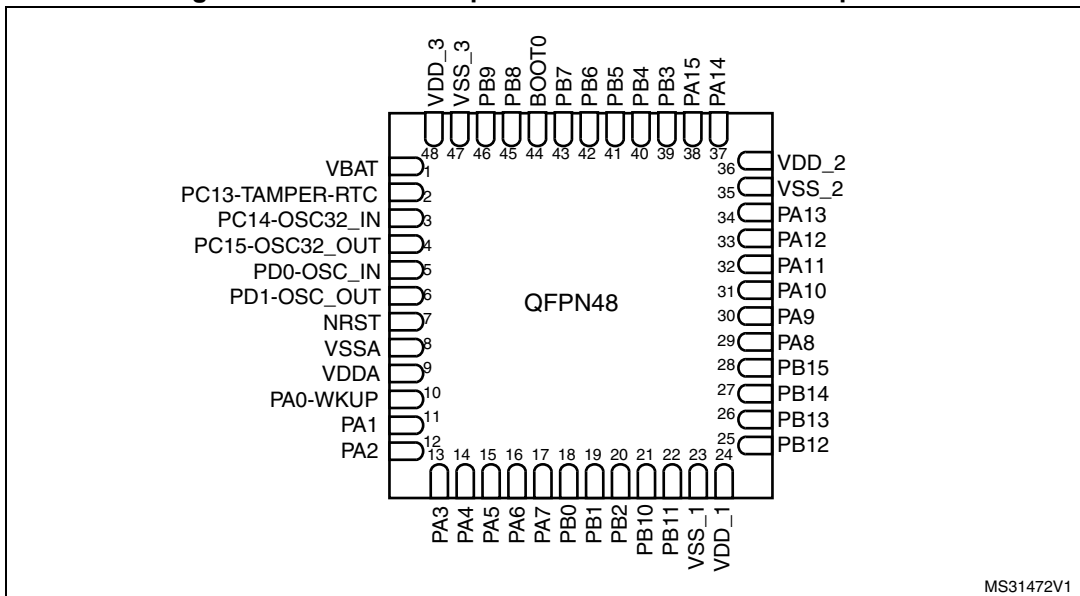 VDD_3
VSS_3
PB9
PB8
BOOT0
PB7
PB6
PB5
PB4
PB3
PA15
PA14
48 47 46 45 44 43 42 41 40 39 38 37
VBAT 1
PC13-TAMPER-RTC 2
PC14-OSC32_IN 3
PC15-OSC32_OUT 4
PD0-OSC_IN 5
PD1-OSC_OUT 6
NRST 7
VSSA 8
VDDA 9
PA0-WKUP 10
PA1 11
PA2 12
QFPN48
36 VDD_2
35 VSS_2
34 PA13
33 PA12
32 PA11
31 PA10
30 PA9
29 PA8
28 PB15
27 PB14
26 PB13
25 PB12
13 14 15 16 17 18 19 20 21 22 23 24
PA3
PA4
PA5
PA6
PA7
PB0
PB1
PB2
PB10
PB11
VSS_1
VDD_1
MS31472V1